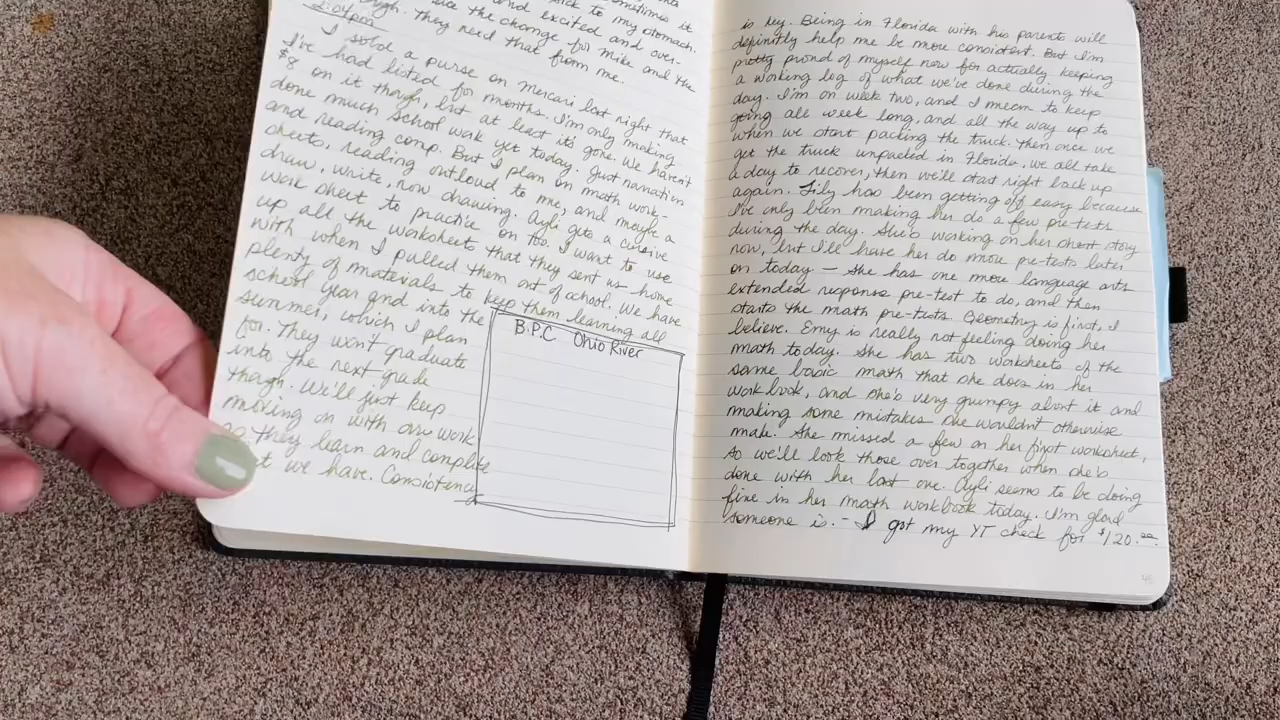 sometimes it
back to my stomach.
and excited and over-
the change for Mike and the
They need that from me.
I sold a purse on mercari last night that
I've had listed for months. I'm only making
$8 on it though, but at least it's gone. We haven't
done much school wok yet today. Just narration
and reading comp. But I plan on math work-
sheets, reading outloud to me, and maybe a
draw, write, now drawing. Ayli gets a cursive
work sheet to practice on too. I want to use
up all the worksheet that they sent us home
with when I pulled them out of school. We have
plenty of materials to keep them learning all
school year and into the
summer, which I plan
for. They won't graduate
into the next grade
though. We'll just keep
moving on with our work
as they learn and complete
we have. Consistency
B.P.C Ohio River
is key. Being in Florida with his parents will
definitly help me be more consistent. But I'm
pretty proud of myself now for actually keeping
a working log of what we've done during the
day. I'm on week two, and I mean to keep
going all week long, and all the way up to
when we start packing the truck. Then once we
get the truck unpacked in Florida, we all take
a day to recover, then we'll start right back up
again. Lily has been getting off easy because
I've only been making her do a few pre-tests
during the day. She's working on her short story
now, but I'll have her do more pre-tests later
on today — she has one more language arts
extended response pre-test to do, and then
starts the math pre-tests. Geometry is first, I
believe. Emy is really not feeling doing her
math today. She has two worksheets of the
same basic math that she does in her
workbook, and she's very grumpy about it and
making some mistakes she wouldn't otherwise
make. She missed a few on her first worksheet,
so we'll look those over together when she's
done with her last one. Ayli seems to be doing
fine in her math workbook today. I'm glad
someone is. - I got my YT check for $120.
45